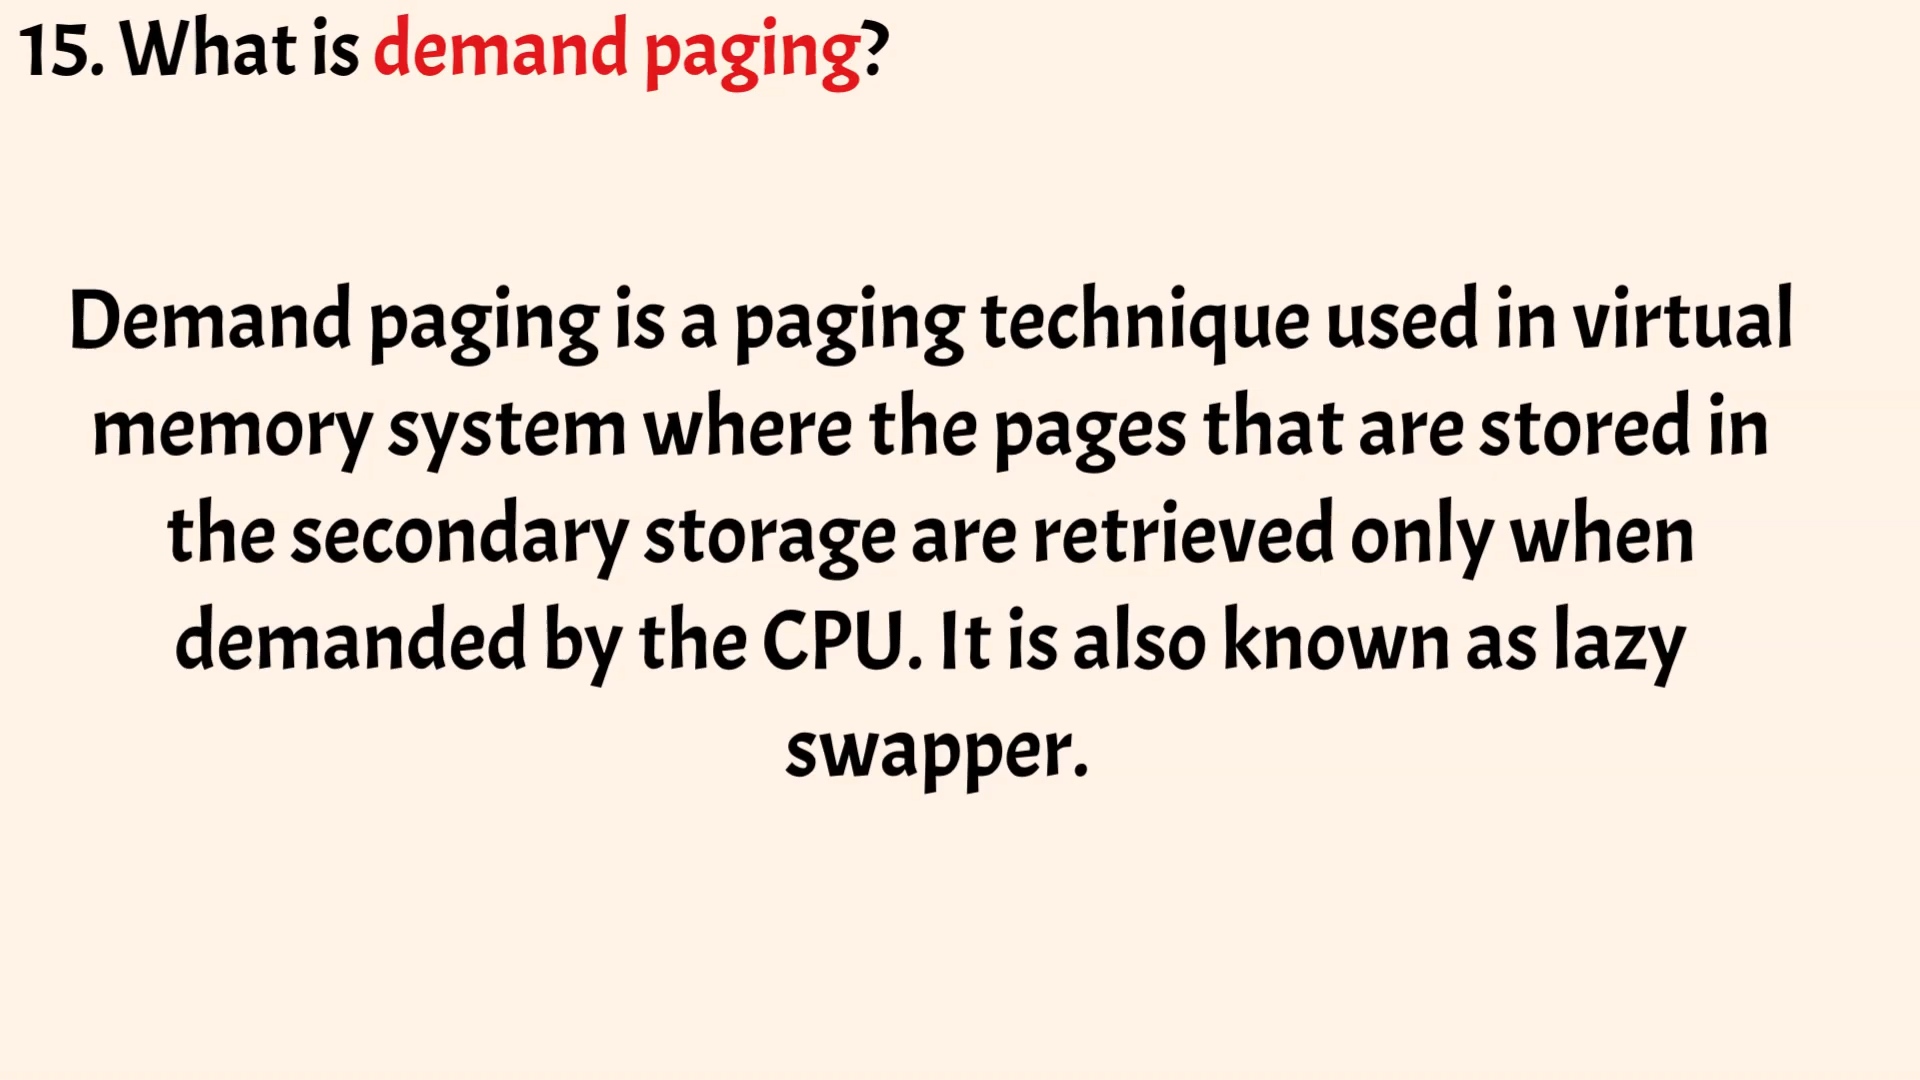 15. What is demand paging?
Demand paging is a paging technique used in virtual
memory system where the pages that are stored in
the secondary storage are retrieved only when
demanded by the CPU. It is also known as lazy
swapper.